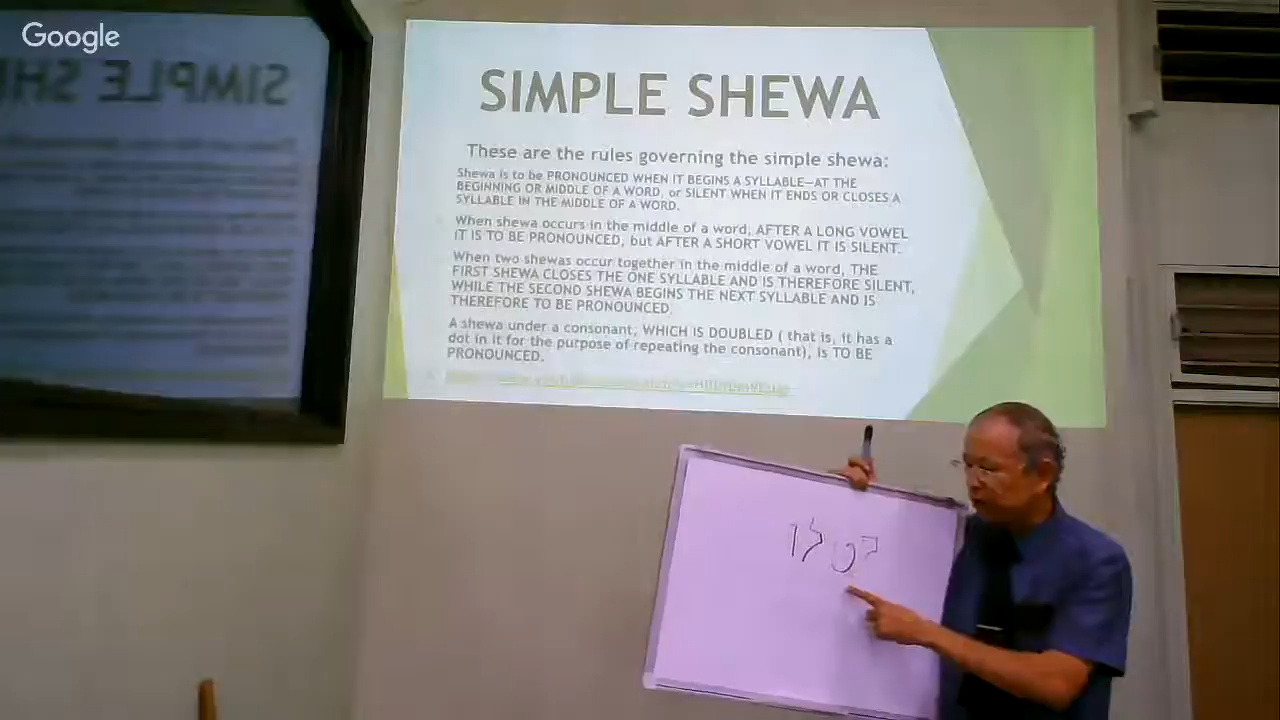 Google
SIMPLE SHE
SIMPLE SHEWA
These are the rules governing the simple shewa:
Shewa is to be PRONOUNCED WHEN IT BEGINS A SYLLABLE—AT THE
BEGINNING OR MIDDLE OF A WORD, or SILENT WHEN IT ENDS OR CLOSES A
SYLLABLE IN THE MIDDLE OF A WORD.
When shewa occurs in the middle of a word, AFTER A LONG VOWEL
IT IS TO BE PRONOUNCED, but AFTER A SHORT VOWEL IT IS SILENT.
When two shewas occur together in the middle of a word, THE
FIRST SHEWA CLOSES THE ONE SYLLABLE AND IS THEREFORE SILENT,
WHILE THE SECOND SHEWA BEGINS THE NEXT SYLLABLE AND IS
THEREFORE TO BE PRONOUNCED.
A shewa under a consonant, WHICH IS DOUBLED ( that is, it has a
dot in it for the purpose of repeating the consonant), is TO BE
PRONOUNCED.